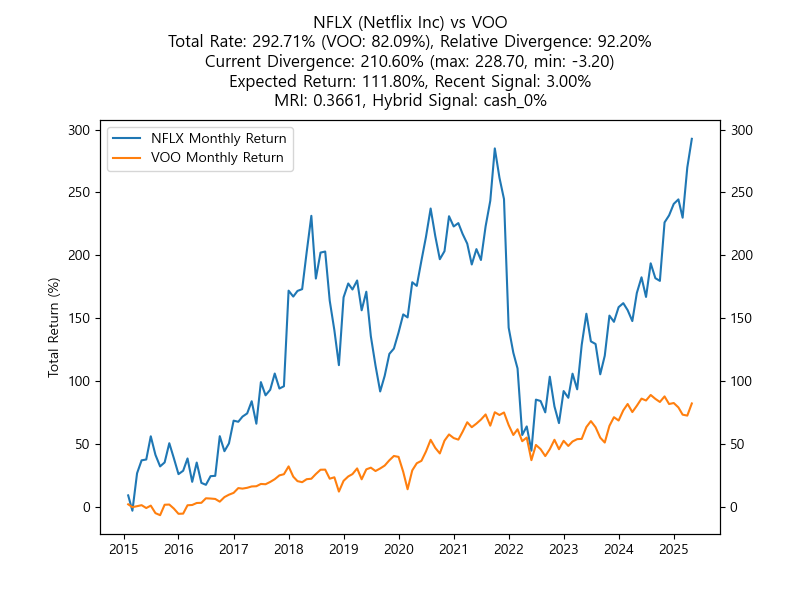 NFLX (Netflix Inc) vs VOO
Total Rate: 292.71% (VOO: 82.09%), Relative Divergence: 92.20%
Current Divergence: 210.60% (max: 228.70, min: -3.20)
Expected Return: 111.80%, Recent Signal: 3.00%
MRI: 0.3661, Hybrid Signal: cash_0%
NFLX Monthly Return
VOO Monthly Return
Total Return (%)
300
250
200
150
100
50
0
300
250
200
150
100
50
0
2015 2016 2017 2018 2019 2020 2021 2022 2023 2024 2025